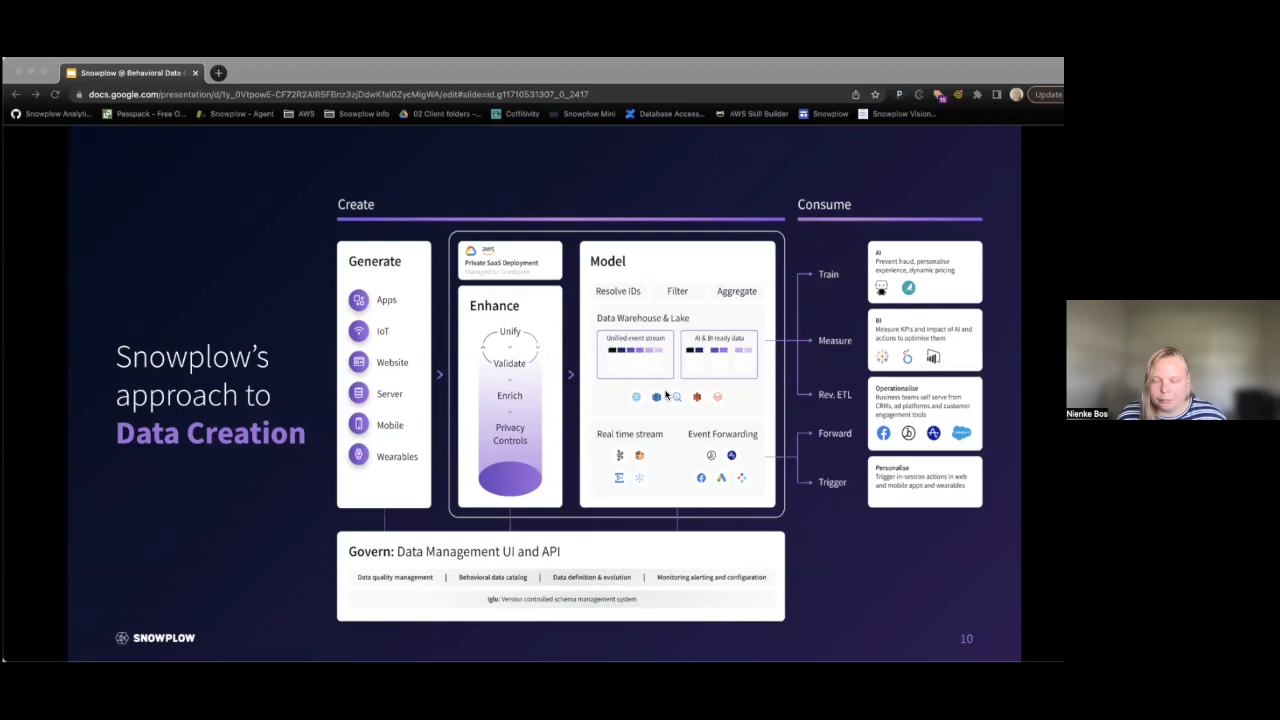 Snowplow @ Behavioral Data
docs.google.com/presentation/d/1y_0VtpowE-CF72R2AlR5FBnz3zjDdwKfaI0ZycMigWA/edit#slide=id.g11710531307_0_2417
Update
Snowplow Analyti... Passpack - Free O... Snowplow - Agent AWS Snowplow info 02 Client folders -... Coffitivity Snowplow Mini Database Access... AWS Skill Builder Snowplow Snowplow Vision...
Snowplow's
approach to
Data Creation
Create
Consume
Generate
Apps
IoT
Website
Server
Mobile
Wearables
aws
Private SaaS Deployment
Managed by Snowplow
Enhance
Unify
Validate
Enrich
Privacy
Controls
Model
Resolve IDs Filter Aggregate
Data Warehouse & Lake
Unified event stream AI & BI ready data
Real time stream Event Forwarding
Train
Measure
Rev. ETL
Forward
Trigger
AI
Prevent fraud, personalise
experience, dynamic pricing
BI
Measure KPIs and impact of AI and
actions to optimise them
Operationalise
Business teams self serve from
CRMs, ad platforms and customer
engagement tools
Personalise
Trigger in-session actions in web
and mobile apps and wearables
Govern: Data Management UI and API
Data quality management | Behavioral data catalog | Data definition & evolution | Monitoring alerting and configuration
Iglu: Version controlled schema management system
SNOWPLOW
10
Nienke Bos